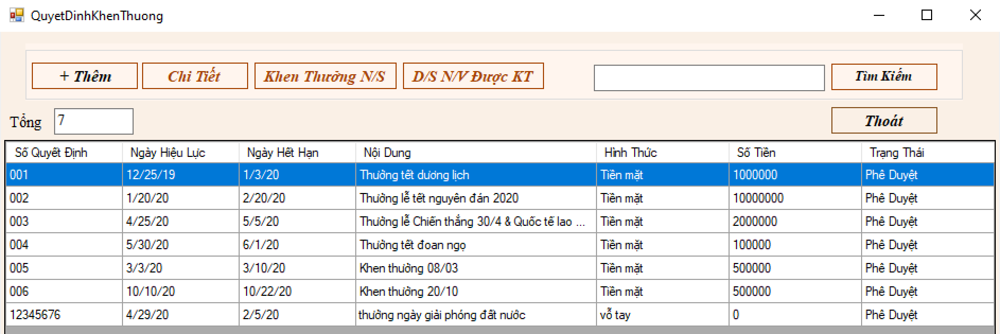 QuyetDinhKhenThuong
+ Thêm Chi Tiết Khen Thưởng N/S D/S N/V Được KT Tìm Kiếm
Tổng 7 Thoát
Số Quyết Định Ngày Hiệu Lực Ngày Hết Hạn Nội Dung Hình Thức Số Tiền Trạng Thái
001 12/25/19 1/3/20 Thưởng tết dương lịch Tiền mặt 1000000 Phê Duyệt
002 1/20/20 2/20/20 Thưởng lễ tết nguyên đán 2020 Tiền mặt 10000000 Phê Duyệt
003 4/25/20 5/5/20 Thưởng lễ Chiến thắng 30/4 & Quốc tế lao ... Tiền mặt 2000000 Phê Duyệt
004 5/30/20 6/1/20 Thưởng tết đoan ngọ Tiền mặt 100000 Phê Duyệt
005 3/3/20 3/10/20 Khen thưởng 08/03 Tiền mặt 500000 Phê Duyệt
006 10/10/20 10/22/20 Khen thưởng 20/10 Tiền mặt 500000 Phê Duyệt
12345676 4/29/20 2/5/20 thưởng ngày giải phóng đất nước vỗ tay 0 Phê Duyệt